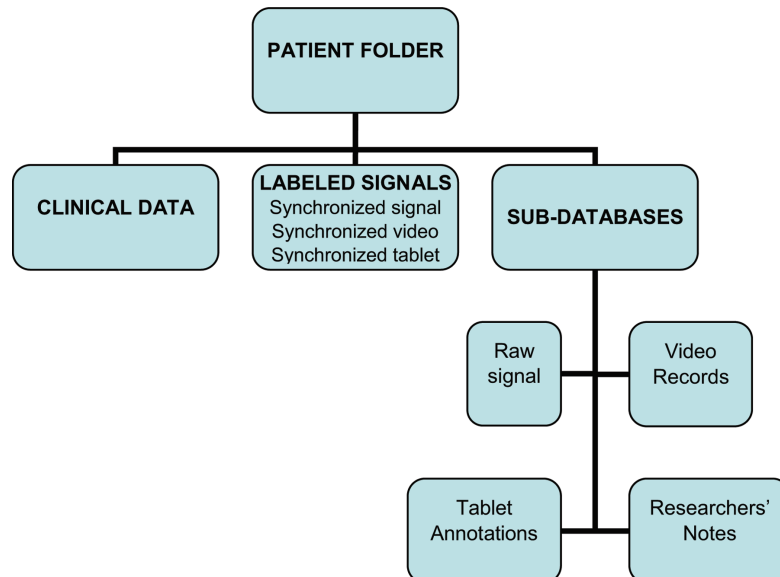 PATIENT FOLDER
CLINICAL DATA
LABELED SIGNALS
Synchronized signal
Synchronized video
Synchronized tablet
SUB-DATABASES
Raw
signal
Video
Records
Tablet
Annotations
Researchers’
Notes